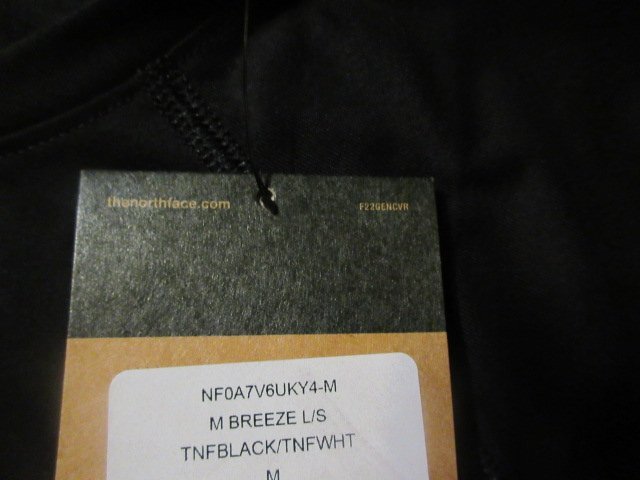 thenorthface.com
F22GENCVR
NF0A7V6UKY4-M
M BREEZE L/S
TNFBLACK/TNFWHT
M